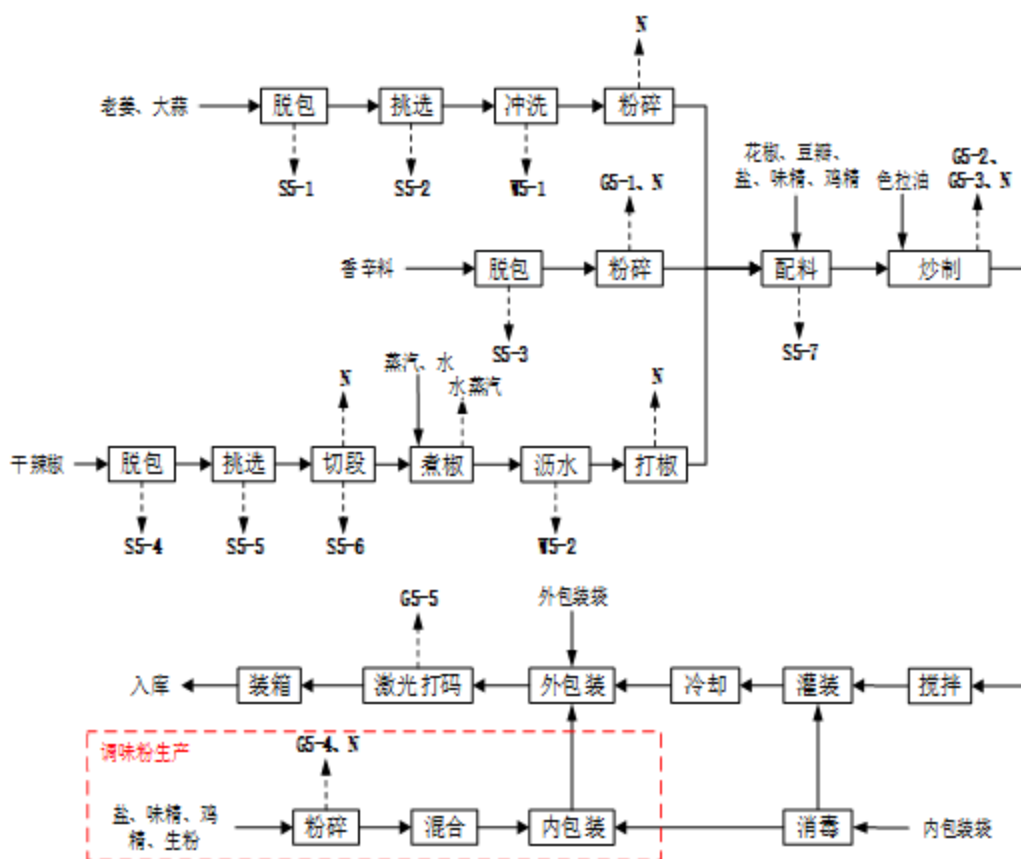 N
老姜、大蒜
脱包
挑选
冲洗
粉碎
S5-1
S5-2
W5-1
G5-1、N
花椒、豆瓣、
盐、味精、鸡精
色拉油
G5-2、
G5-3、N
香辛料
脱包
粉碎
配料
炒制
S5-3
S5-7
N
蒸汽、水
水蒸汽
N
干辣椒
脱包
挑选
切段
煮椒
沥水
打椒
S5-4
S5-5
S5-6
W5-2
G5-5
外包装袋
入库
装箱
激光打码
外包装
冷却
灌装
搅拌
调味粉生产
G5-4、N
盐、味精、鸡
精、生粉
粉碎
混合
内包装
消毒
内包装袋